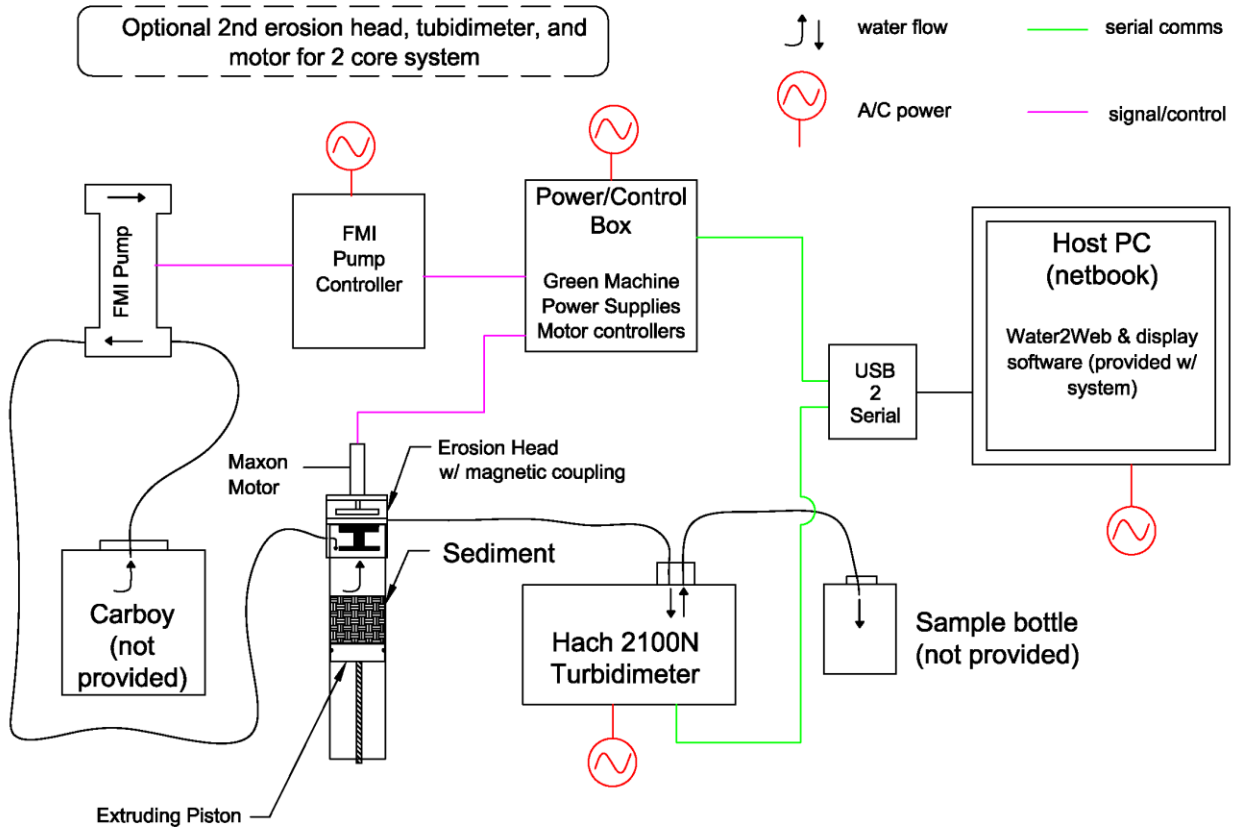 Optional 2nd erosion head, tubidimeter, and
motor for 2 core system
water flow
serial comms
A/C power
signal/control
FMI Pump
FMI
Pump
Controller
Power/Control
Box
Green Machine
Power Supplies
Motor controllers
Host PC
(netbook)
Water2Web & display
software (provided w/
system)
USB
2
Serial
Maxon
Motor
Erosion Head
w/ magnetic coupling
Sediment
Carboy
(not
provided)
Hach 2100N
Turbidimeter
Sample bottle
(not provided)
Extruding Piston